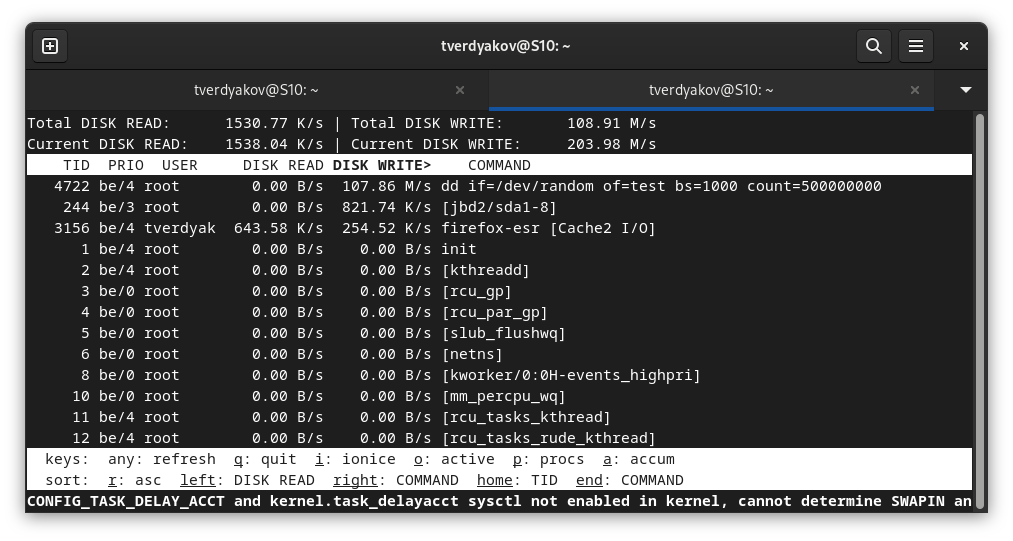 tverdyakov@S10: ~
tverdyakov@S10: ~ × tverdyakov@S10: ~ ×
Total DISK READ:      1530.77 K/s | Total DISK WRITE:       108.91 M/s
Current DISK READ:    1538.04 K/s | Current DISK WRITE:     203.98 M/s
    TID  PRIO  USER     DISK READ DISK WRITE>    COMMAND
   4722 be/4 root        0.00 B/s  107.86 M/s dd if=/dev/random of=test bs=1000 count=500000000
    244 be/3 root        0.00 B/s  821.74 K/s [jbd2/sda1-8]
   3156 be/4 tverdyak  643.58 K/s  254.52 K/s firefox-esr [Cache2 I/O]
      1 be/4 root        0.00 B/s    0.00 B/s init
      2 be/4 root        0.00 B/s    0.00 B/s [kthreadd]
      3 be/0 root        0.00 B/s    0.00 B/s [rcu_gp]
      4 be/0 root        0.00 B/s    0.00 B/s [rcu_par_gp]
      5 be/0 root        0.00 B/s    0.00 B/s [slub_flushwq]
      6 be/0 root        0.00 B/s    0.00 B/s [netns]
      8 be/0 root        0.00 B/s    0.00 B/s [kworker/0:0H-events_highpri]
     10 be/0 root        0.00 B/s    0.00 B/s [mm_percpu_wq]
     11 be/4 root        0.00 B/s    0.00 B/s [rcu_tasks_kthread]
     12 be/4 root        0.00 B/s    0.00 B/s [rcu_tasks_rude_kthread]
  keys:  any: refresh  q: quit  i: ionice  o: active  p: procs  a: accum
  sort:  r: asc  left: DISK READ  right: COMMAND  home: TID  end: COMMAND
CONFIG_TASK_DELAY_ACCT and kernel.task_delayacct sysctl not enabled in kernel, cannot determine SWAPIN an